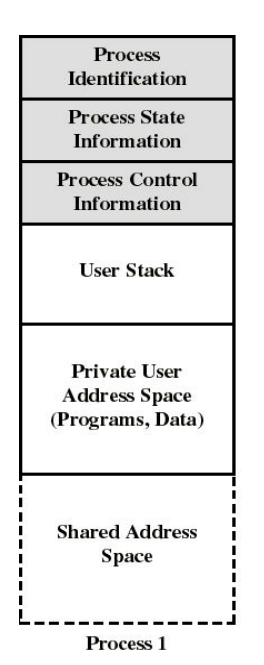 Process
Identification
Process State
Information
Process Control
Information
User Stack
Private User
Address Space
(Programs, Data)
Shared Address
Space
Process 1